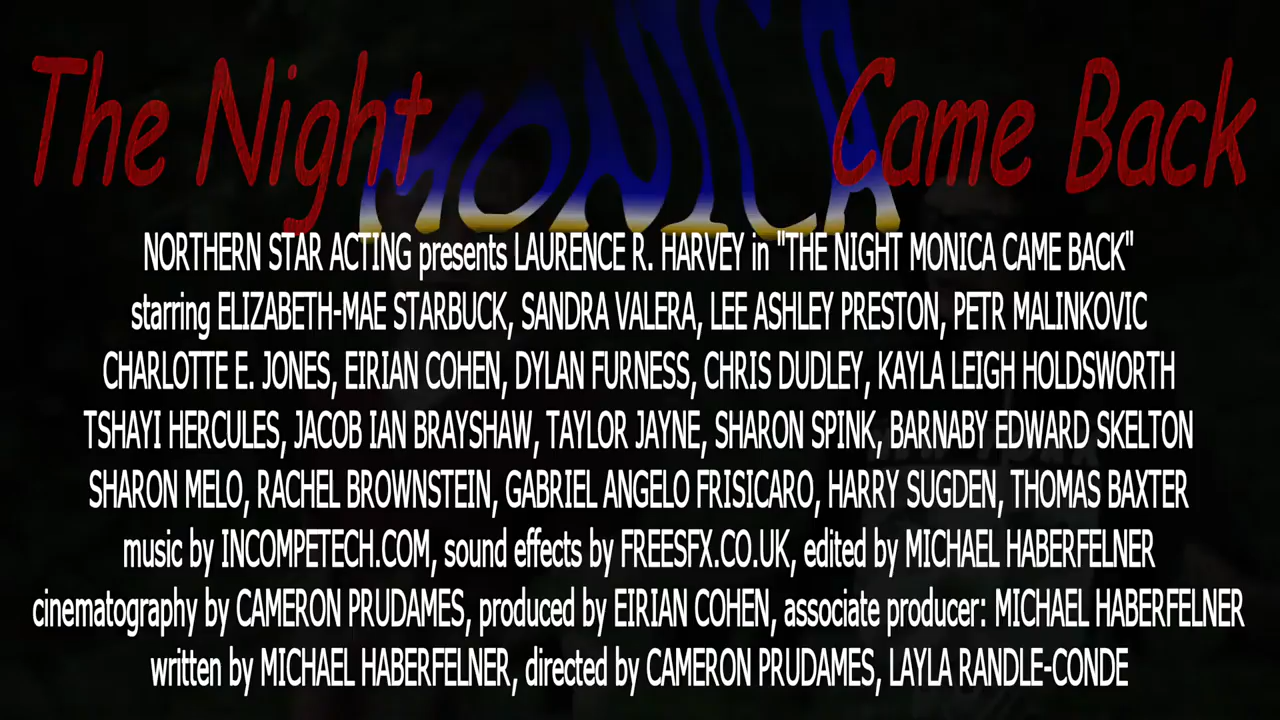 The Night MONICA Came Back
NORTHERN STAR ACTING presents LAURENCE R. HARVEY in "THE NIGHT MONICA CAME BACK"
starring ELIZABETH-MAE STARBUCK, SANDRA VALERA, LEE ASHLEY PRESTON, PETR MALINKOVIC
CHARLOTTE E. JONES, EIRIAN COHEN, DYLAN FURNESS, CHRIS DUDLEY, KAYLA LEIGH HOLDSWORTH
TSHAYI HERCULES, JACOB IAN BRAYSHAW, TAYLOR JAYNE, SHARON SPINK, BARNABY EDWARD SKELTON
SHARON MELO, RACHEL BROWNSTEIN, GABRIEL ANGELO FRISICARO, HARRY SUGDEN, THOMAS BAXTER
music by INCOMPETECH.COM, sound effects by FREESFX.CO.UK, edited by MICHAEL HABERFELNER
cinematography by CAMERON PRUDAMES, produced by EIRIAN COHEN, associate producer: MICHAEL HABERFELNER
written by MICHAEL HABERFELNER, directed by CAMERON PRUDAMES, LAYLA RANDLE-CONDE